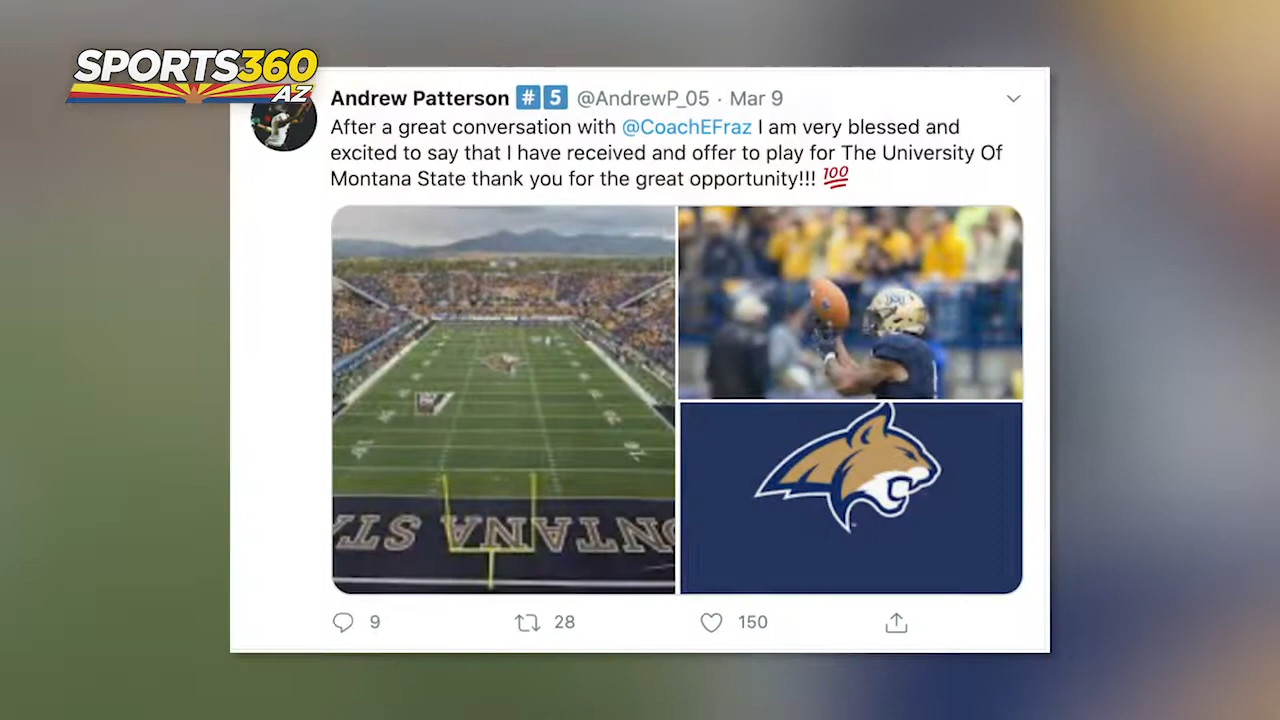 SPORTS360
AZ
Andrew Patterson #️⃣5️⃣ @AndrewP_05 · Mar 9
After a great conversation with @CoachEFraz I am very blessed and
excited to say that I have received and offer to play for The University Of
Montana State thank you for the great opportunity!!! 💯
ONTANA STA
9 28 150